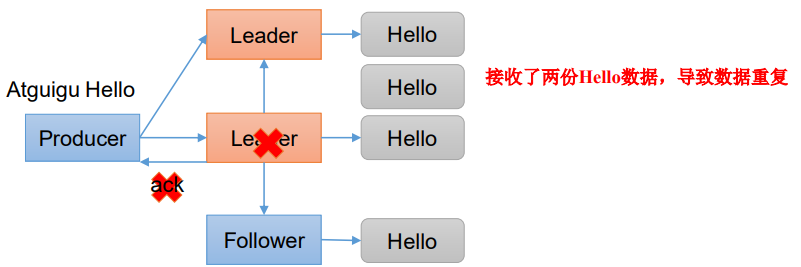 Leader
Hello
Hello
接收了两份Hello数据，导致数据重复
Atguigu Hello
Producer
Leader
Hello
ack
Follower
Hello